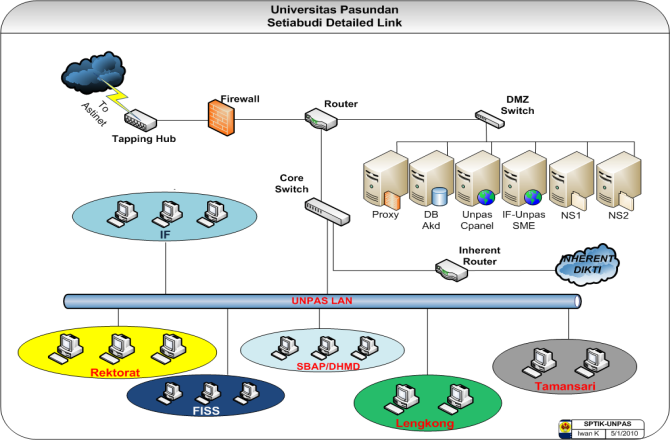 Universitas Pasundan
Setiabudi Detailed Link
To
Astinet
Tapping Hub
Firewall
Router
DMZ
Switch
Core
Switch
Proxy
DB
Akd
Unpas
Cpanel
IF-Unpas
SME
NS1
NS2
IF
Inherent
Router
INHERENT
DIKTI
UNPAS LAN
Rektorat
FISS
SBAP/DHMD
Lengkong
Tamansari
SPTIK-UNPAS
Iwan K
5/1/2010